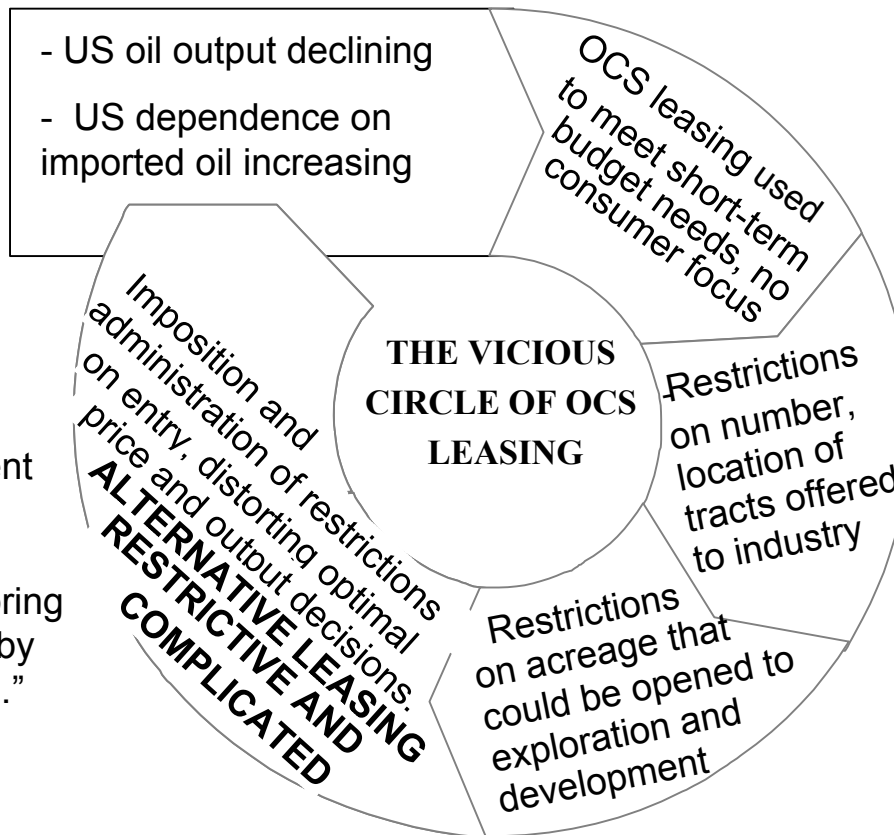 - US oil output declining
- US dependence on
imported oil increasing
OCS leasing used
to meet short-term
budget needs, no
consumer focus
-Restrictions
on number,
location of
tracts offered
to industry
Restrictions
on acreage that
could be opened to
exploration and
development
Imposition and
administration of restrictions
on entry, distorting optimal
price and output decisions.
ALTERNATIVE LEASING
RESTRICTIVE AND
COMPLICATED
THE VICIOUS
CIRCLE OF OCS
LEASING
by
.”